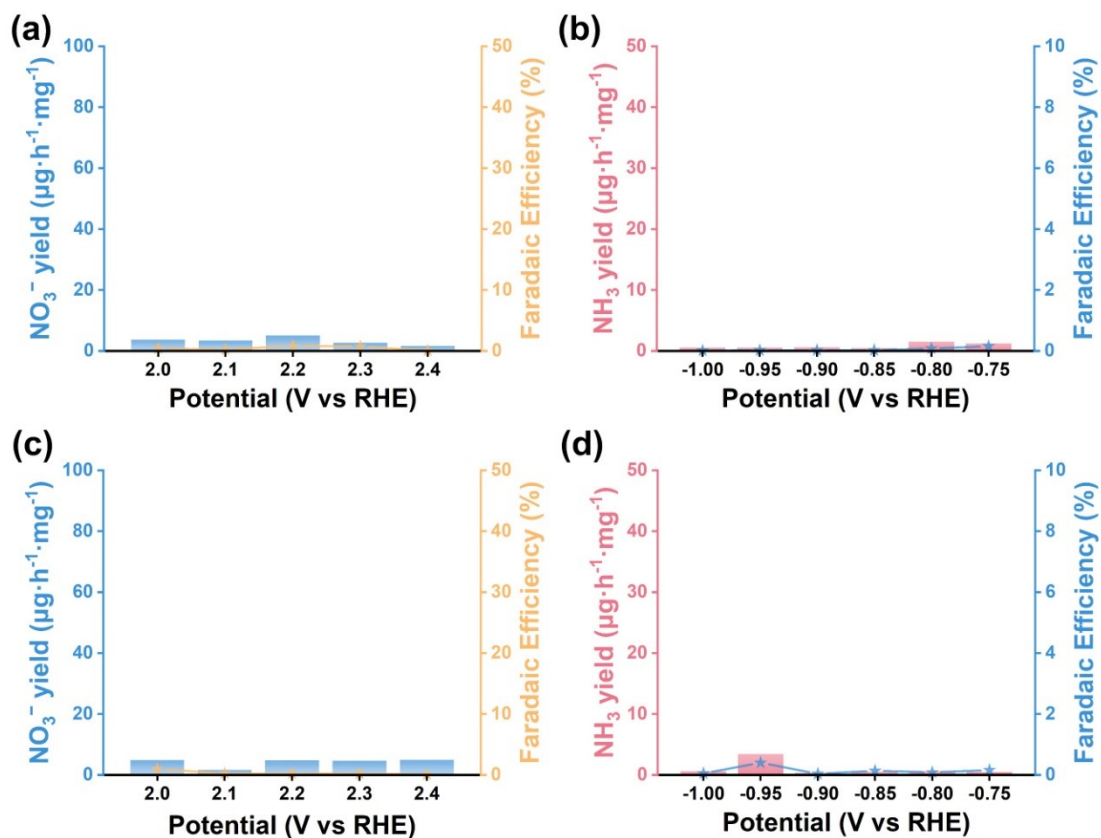 (a)
NO₃⁻ yield (μg·h⁻¹·mg⁻¹)
100
80
60
40
20
0
2.0 2.1 2.2 2.3 2.4
Potential (V vs RHE)
50
40
30
20
10
0
Faradaic Efficiency (%)
(b)
NH₃ yield (μg·h⁻¹·mg⁻¹)
50
40
30
20
10
0
-1.00 -0.95 -0.90 -0.85 -0.80 -0.75
Potential (V vs RHE)
10
8
6
4
2
0
Faradaic Efficiency (%)
(c)
NO₃⁻ yield (μg·h⁻¹·mg⁻¹)
100
80
60
40
20
0
2.0 2.1 2.2 2.3 2.4
Potential (V vs RHE)
50
40
30
20
10
0
Faradaic Efficiency (%)
(d)
NH₃ yield (μg·h⁻¹·mg⁻¹)
50
40
30
20
10
0
-1.00 -0.95 -0.90 -0.85 -0.80 -0.75
Potential (V vs RHE)
10
8
6
4
2
0
Faradaic Efficiency (%)